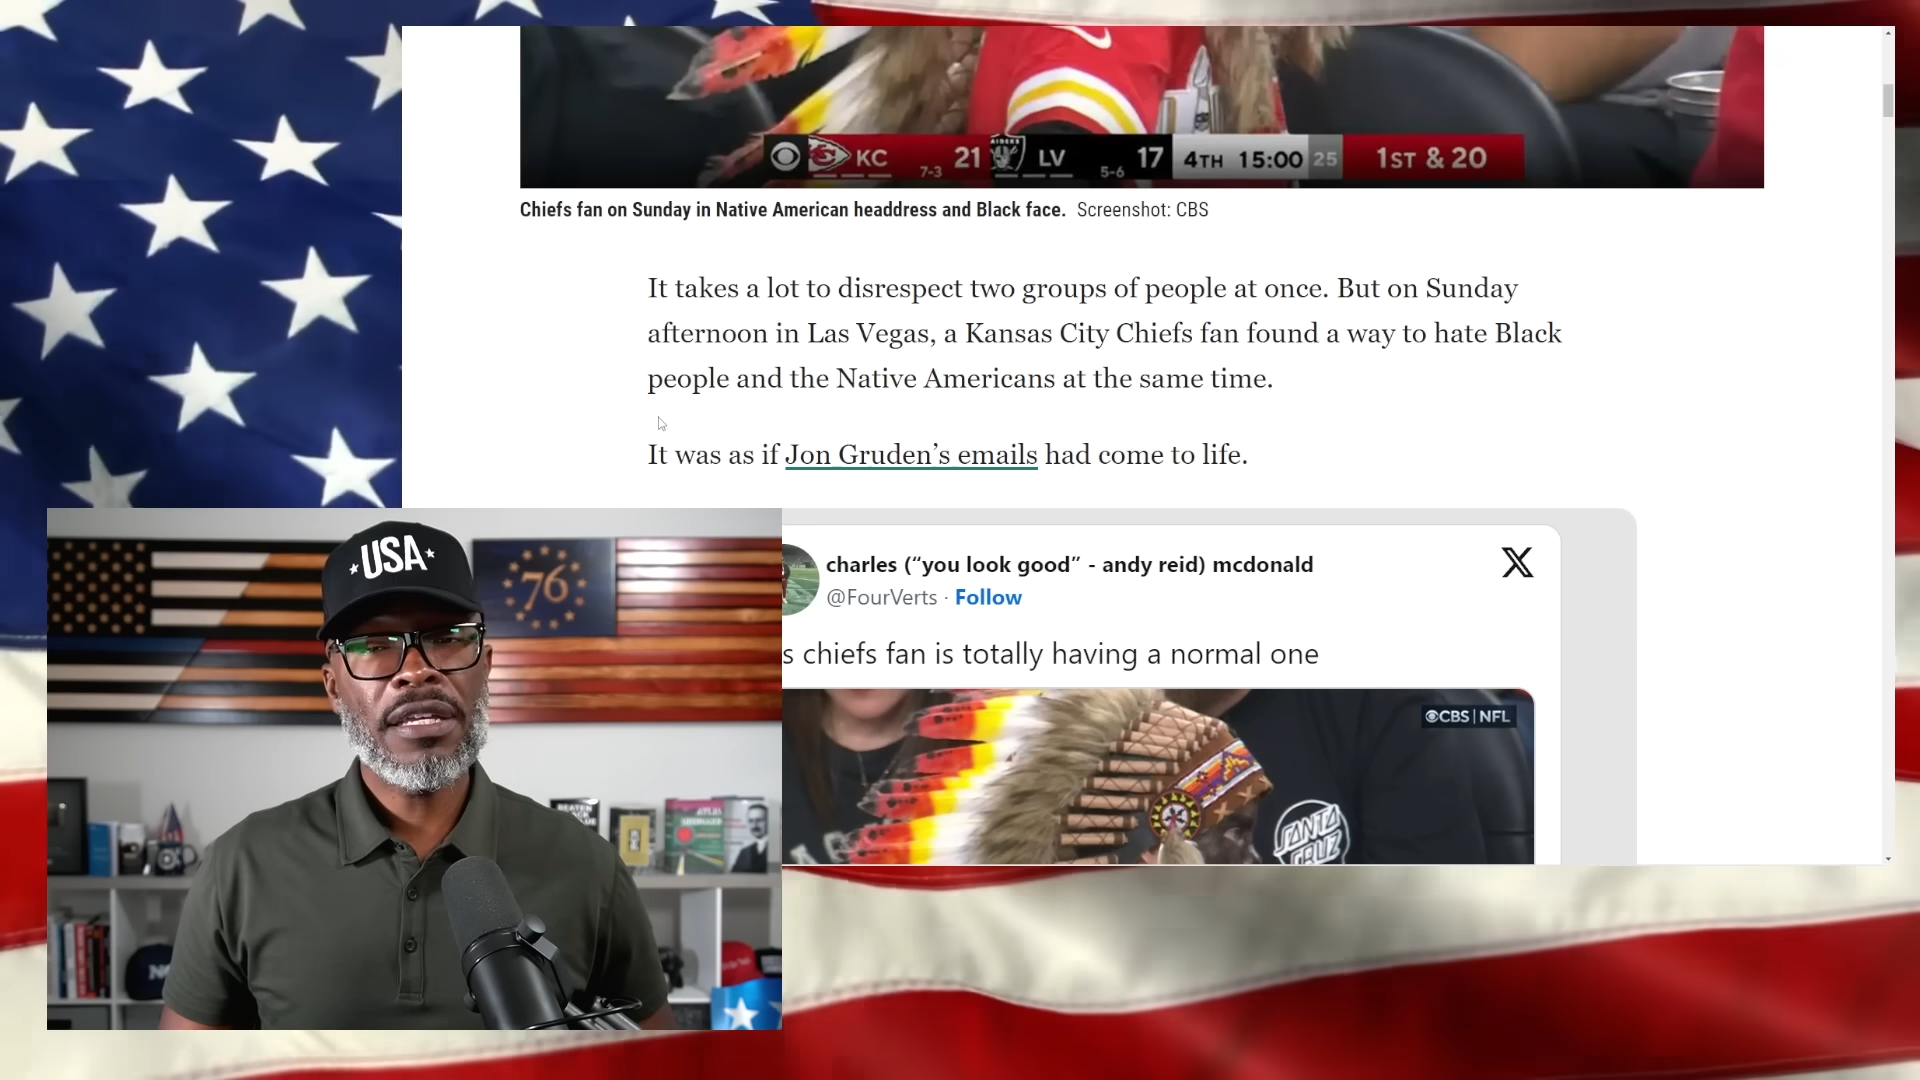 KC 7-3 21 RAIDERS LV 5-6 17 4TH 15:00 25 1ST & 20
Chiefs fan on Sunday in Native American headdress and Black face. Screenshot: CBS
It takes a lot to disrespect two groups of people at once. But on Sunday
afternoon in Las Vegas, a Kansas City Chiefs fan found a way to hate Black
people and the Native Americans at the same time.
It was as if Jon Gruden’s emails had come to life.
charles (“you look good” - andy reid) mcdonald
@FourVerts · Follow
s chiefs fan is totally having a normal one
CBS | NFL
SANTA
CRUZ
USA
76
ATLAS